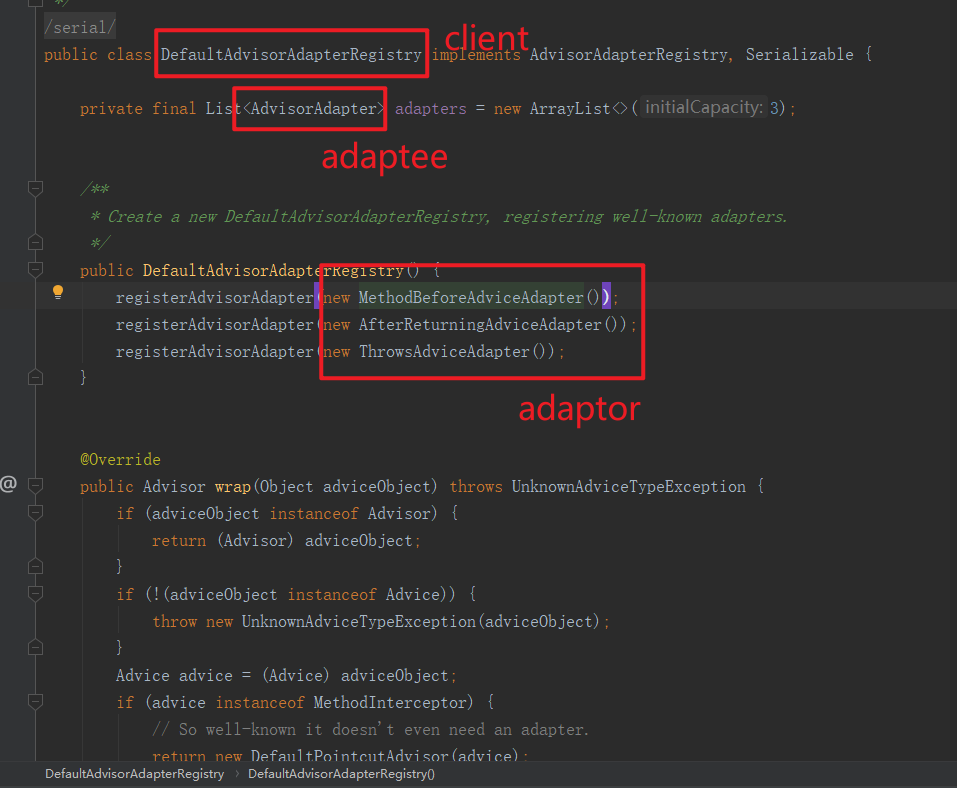 */
/serial/
client
public class DefaultAdvisorAdapterRegistry implements AdvisorAdapterRegistry, Serializable {
private final List<AdvisorAdapter> adapters = new ArrayList<>( initialCapacity: 3);
adaptee
/**
* Create a new DefaultAdvisorAdapterRegistry, registering well-known adapters.
*/
public DefaultAdvisorAdapterRegistry() {
registerAdvisorAdapter(new MethodBeforeAdviceAdapter());
registerAdvisorAdapter(new AfterReturningAdviceAdapter());
registerAdvisorAdapter(new ThrowsAdviceAdapter());
}
adaptor
@Override
@ public Advisor wrap(Object adviceObject) throws UnknownAdviceTypeException {
if (adviceObject instanceof Advisor) {
return (Advisor) adviceObject;
}
if (!(adviceObject instanceof Advice)) {
throw new UnknownAdviceTypeException(adviceObject);
}
Advice advice = (Advice) adviceObject;
if (advice instanceof MethodInterceptor) {
// So well-known it doesn't even need an adapter.
return new DefaultPointcutAdvisor(advice);
DefaultAdvisorAdapterRegistry › DefaultAdvisorAdapterRegistry()